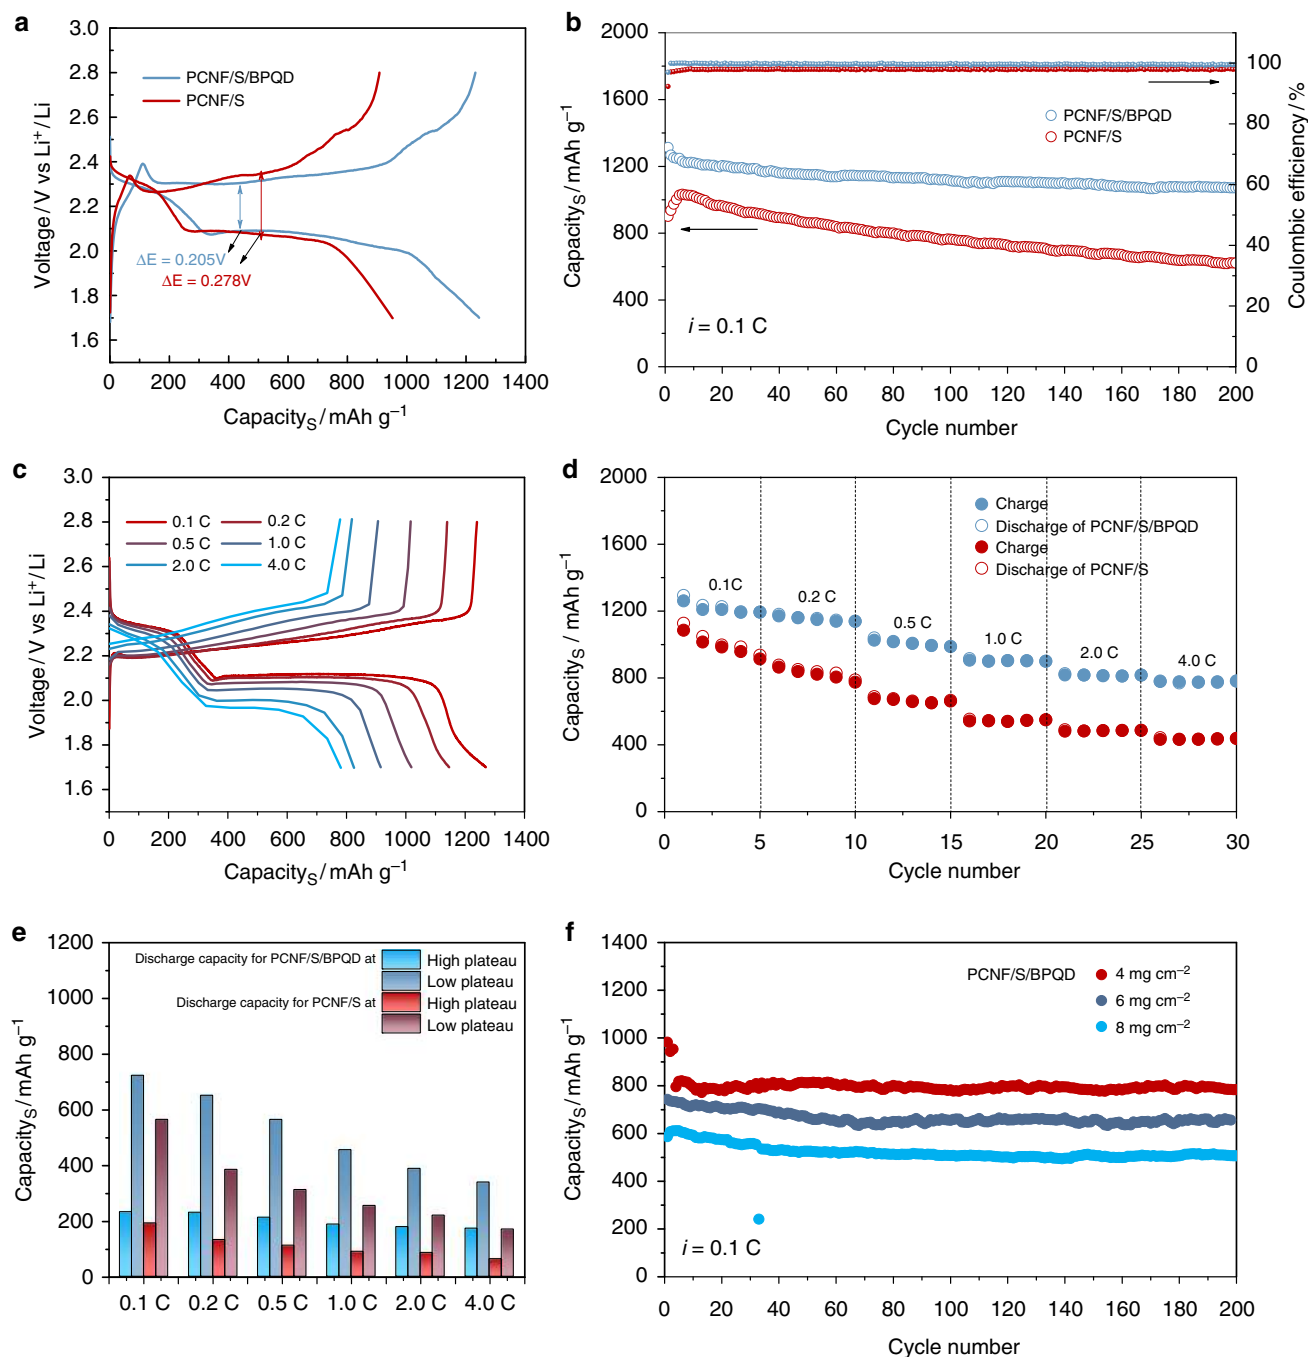 a
3.0
2.8
2.6
2.4
2.2
2.0
1.8
1.6
Voltage / V vs Li⁺ / Li
PCNF/S/BPQD
PCNF/S
ΔE = 0.205V
ΔE = 0.278V
0 200 400 600 800 1000 1200 1400
Capacity_S / mAh g⁻¹
b
2000
1600
1200
800
400
0
Capacity_S / mAh g⁻¹
PCNF/S/BPQD
PCNF/S
i = 0.1 C
100
80
60
40
20
0
Coulombic efficiency / %
0 20 40 60 80 100 120 140 160 180 200
Cycle number
c
3.0
2.8
2.6
2.4
2.2
2.0
1.8
1.6
Voltage / V vs Li⁺ / Li
0.1 C 0.2 C
0.5 C 1.0 C
2.0 C 4.0 C
0 200 400 600 800 1000 1200 1400
Capacity_S / mAh g⁻¹
d
2000
1600
1200
800
400
0
Capacity_S / mAh g⁻¹
Charge
Discharge of PCNF/S/BPQD
Charge
Discharge of PCNF/S
0.1C
0.2 C
0.5 C
1.0 C
2.0 C
4.0 C
0 5 10 15 20 25 30
Cycle number
e
1200
1000
800
600
400
200
0
Capacity_S / mAh g⁻¹
Discharge capacity for PCNF/S/BPQD at High plateau
Low plateau
Discharge capacity for PCNF/S at High plateau
Low plateau
0.1 C 0.2 C 0.5 C 1.0 C 2.0 C 4.0 C
f
1400
1200
1000
800
600
400
200
0
Capacity_S / mAh g⁻¹
PCNF/S/BPQD 4 mg cm⁻²
6 mg cm⁻²
8 mg cm⁻²
i = 0.1 C
0 20 40 60 80 100 120 140 160 180 200
Cycle number